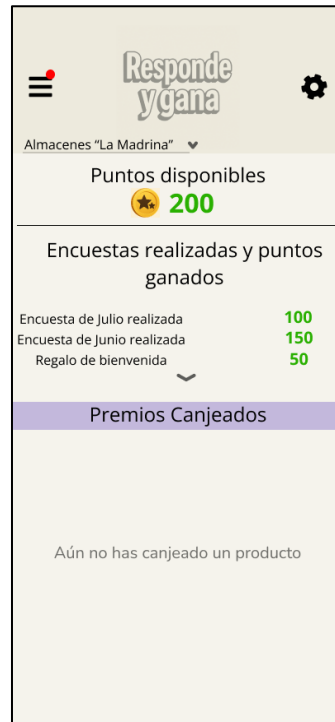 Responde
y gana
Almacenes “La Madrina”
Puntos disponibles
200
Encuestas realizadas y puntos
ganados
Encuesta de Julio realizada 100
Encuesta de Junio realizada 150
Regalo de bienvenida 50
Premios Canjeados
Aún no has canjeado un producto